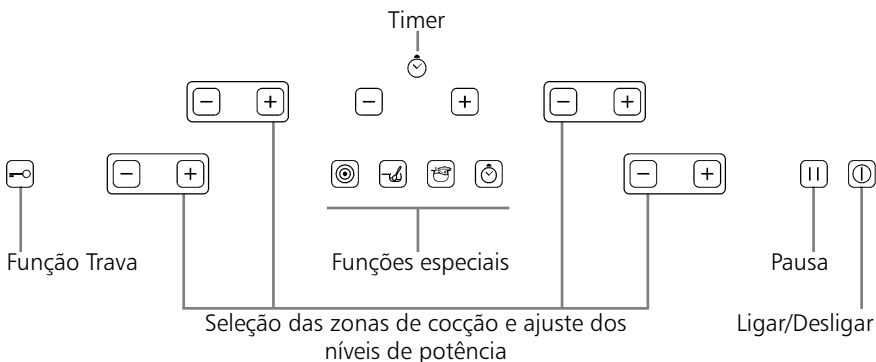 Timer
Função Trava
Funções especiais
Pausa
Seleção das zonas de cocção e ajuste dos
níveis de potência
Ligar/Desligar